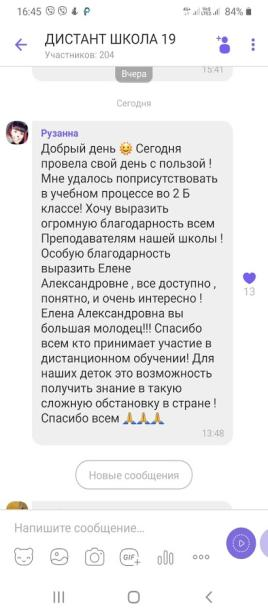 16:45
84%
ДИСТАНТ ШКОЛА 19
Участников: 204
15:41
Вчера
Сегодня
Рузанна
Добрый день 🌞 Сегодня
провела свой день с пользой !
Мне удалось поприсутствовать
в учебном процессе во 2 Б
классе! Хочу выразить
огромную благодарность всем
Преподавателям нашей школы !
Особую благодарность
выразить Елене
Александровне , все доступно ,
понятно, и очень интересно !
Елена Александровна вы
большая молодец!!! Спасибо
всем кто принимает участие в
дистанционном обучении! Для
наших деток это возможность
получить знание в такую
сложную обстановку в стране !
Спасибо всем 🙏🙏🙏
13
13:48
Новые сообщения
Напишите сообщение...
GIF